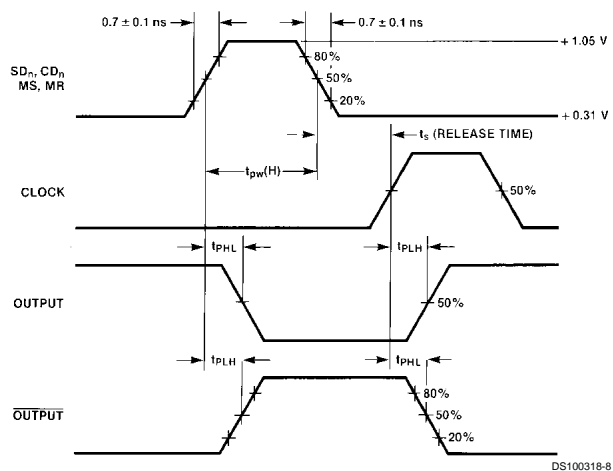 0.7 ± 0.1 ns
0.7 ± 0.1 ns
+ 1.05 V
SDn, CDn
MS, MR
80%
50%
20%
+ 0.31 V
ts (RELEASE TIME)
tpw(H)
CLOCK
50%
tPHL
tPLH
OUTPUT
50%
tPLH
tPHL
OUTPUT
80%
50%
20%
DS100318-8